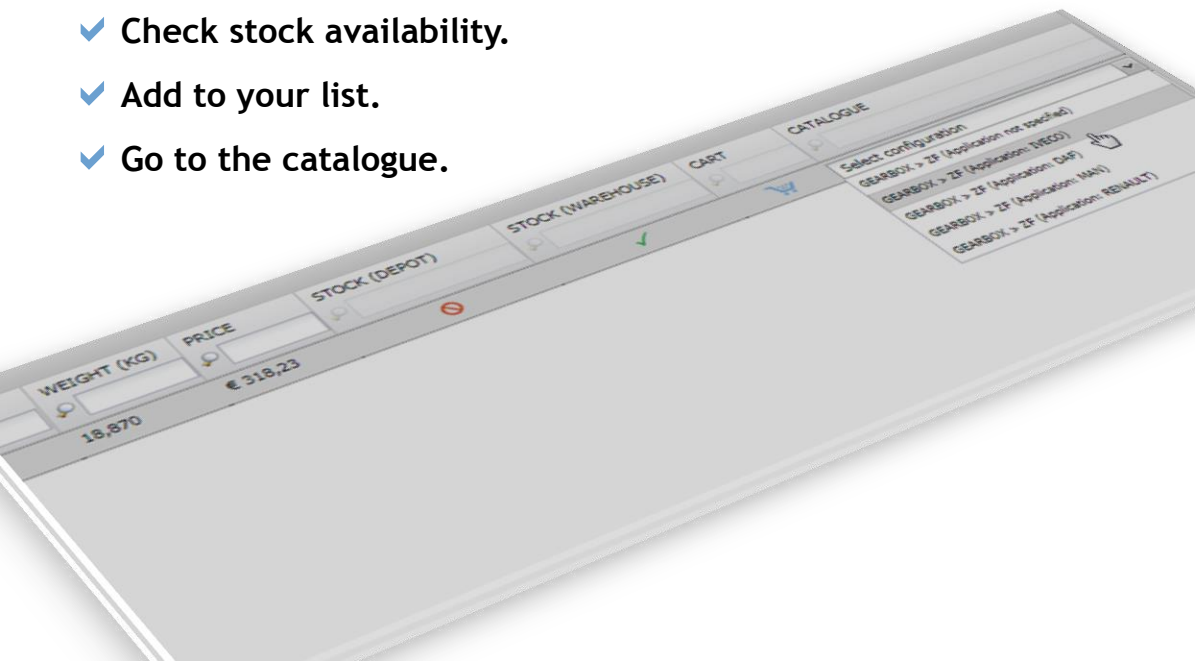 Check stock availability.
Add to your list.
Go to the catalogue.
WEIGHT (KG)
PRICE
STOCK (DEPOT)
STOCK (WAREHOUSE)
CART
CATALOGUE
18,870
€ 318,23
Select configuration
GEARBOX > ZF (Application not specified)
GEARBOX > ZF (Application: IVECO)
GEARBOX > ZF (Application: DAF)
GEARBOX > ZF (Application: MAN)
GEARBOX > ZF (Application: RENAULT)